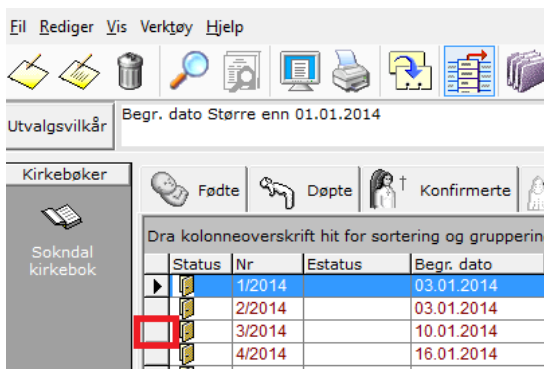 Fil Rediger Vis Verktøy Hjelp
Utvalgsvilkår
Begr. dato Større enn 01.01.2014
Kirkebøker
Sokndal
kirkebok
Fødte Døpte Konfirmerte
Dra kolonneoverskrift hit for sortering og grupperin
Status Nr Estatus Begr. dato
1/2014 03.01.2014
2/2014 03.01.2014
3/2014 10.01.2014
4/2014 16.01.2014